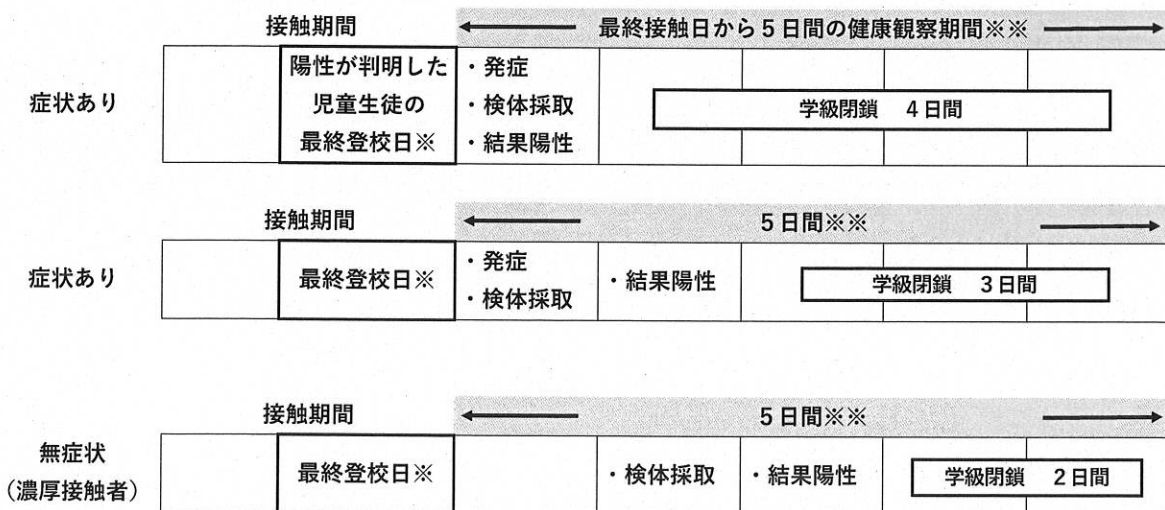 接触期間
最終接触日から5日間の健康観察期間※※
症状あり
陽性が判明した
児童生徒の
最終登校日※
・発症
・検体採取
・結果陽性
学級閉鎖 4日間
接触期間
5日間※※
症状あり
最終登校日※
・発症
・検体採取
・結果陽性
学級閉鎖 3日間
接触期間
5日間※※
無症状
（濃厚接触者）
最終登校日※
・検体採取
・結果陽性
学級閉鎖 2日間